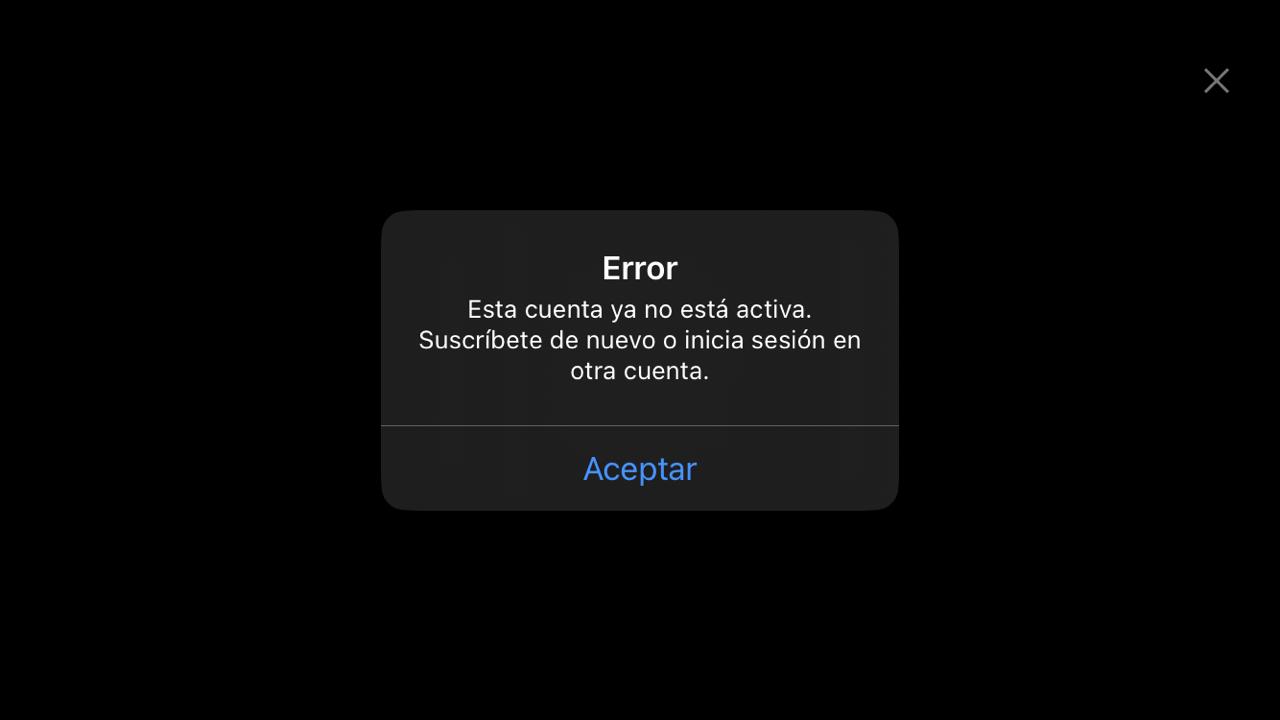 Error
Esta cuenta ya no está activa.
Suscríbete de nuevo o inicia sesión en
otra cuenta.
Aceptar